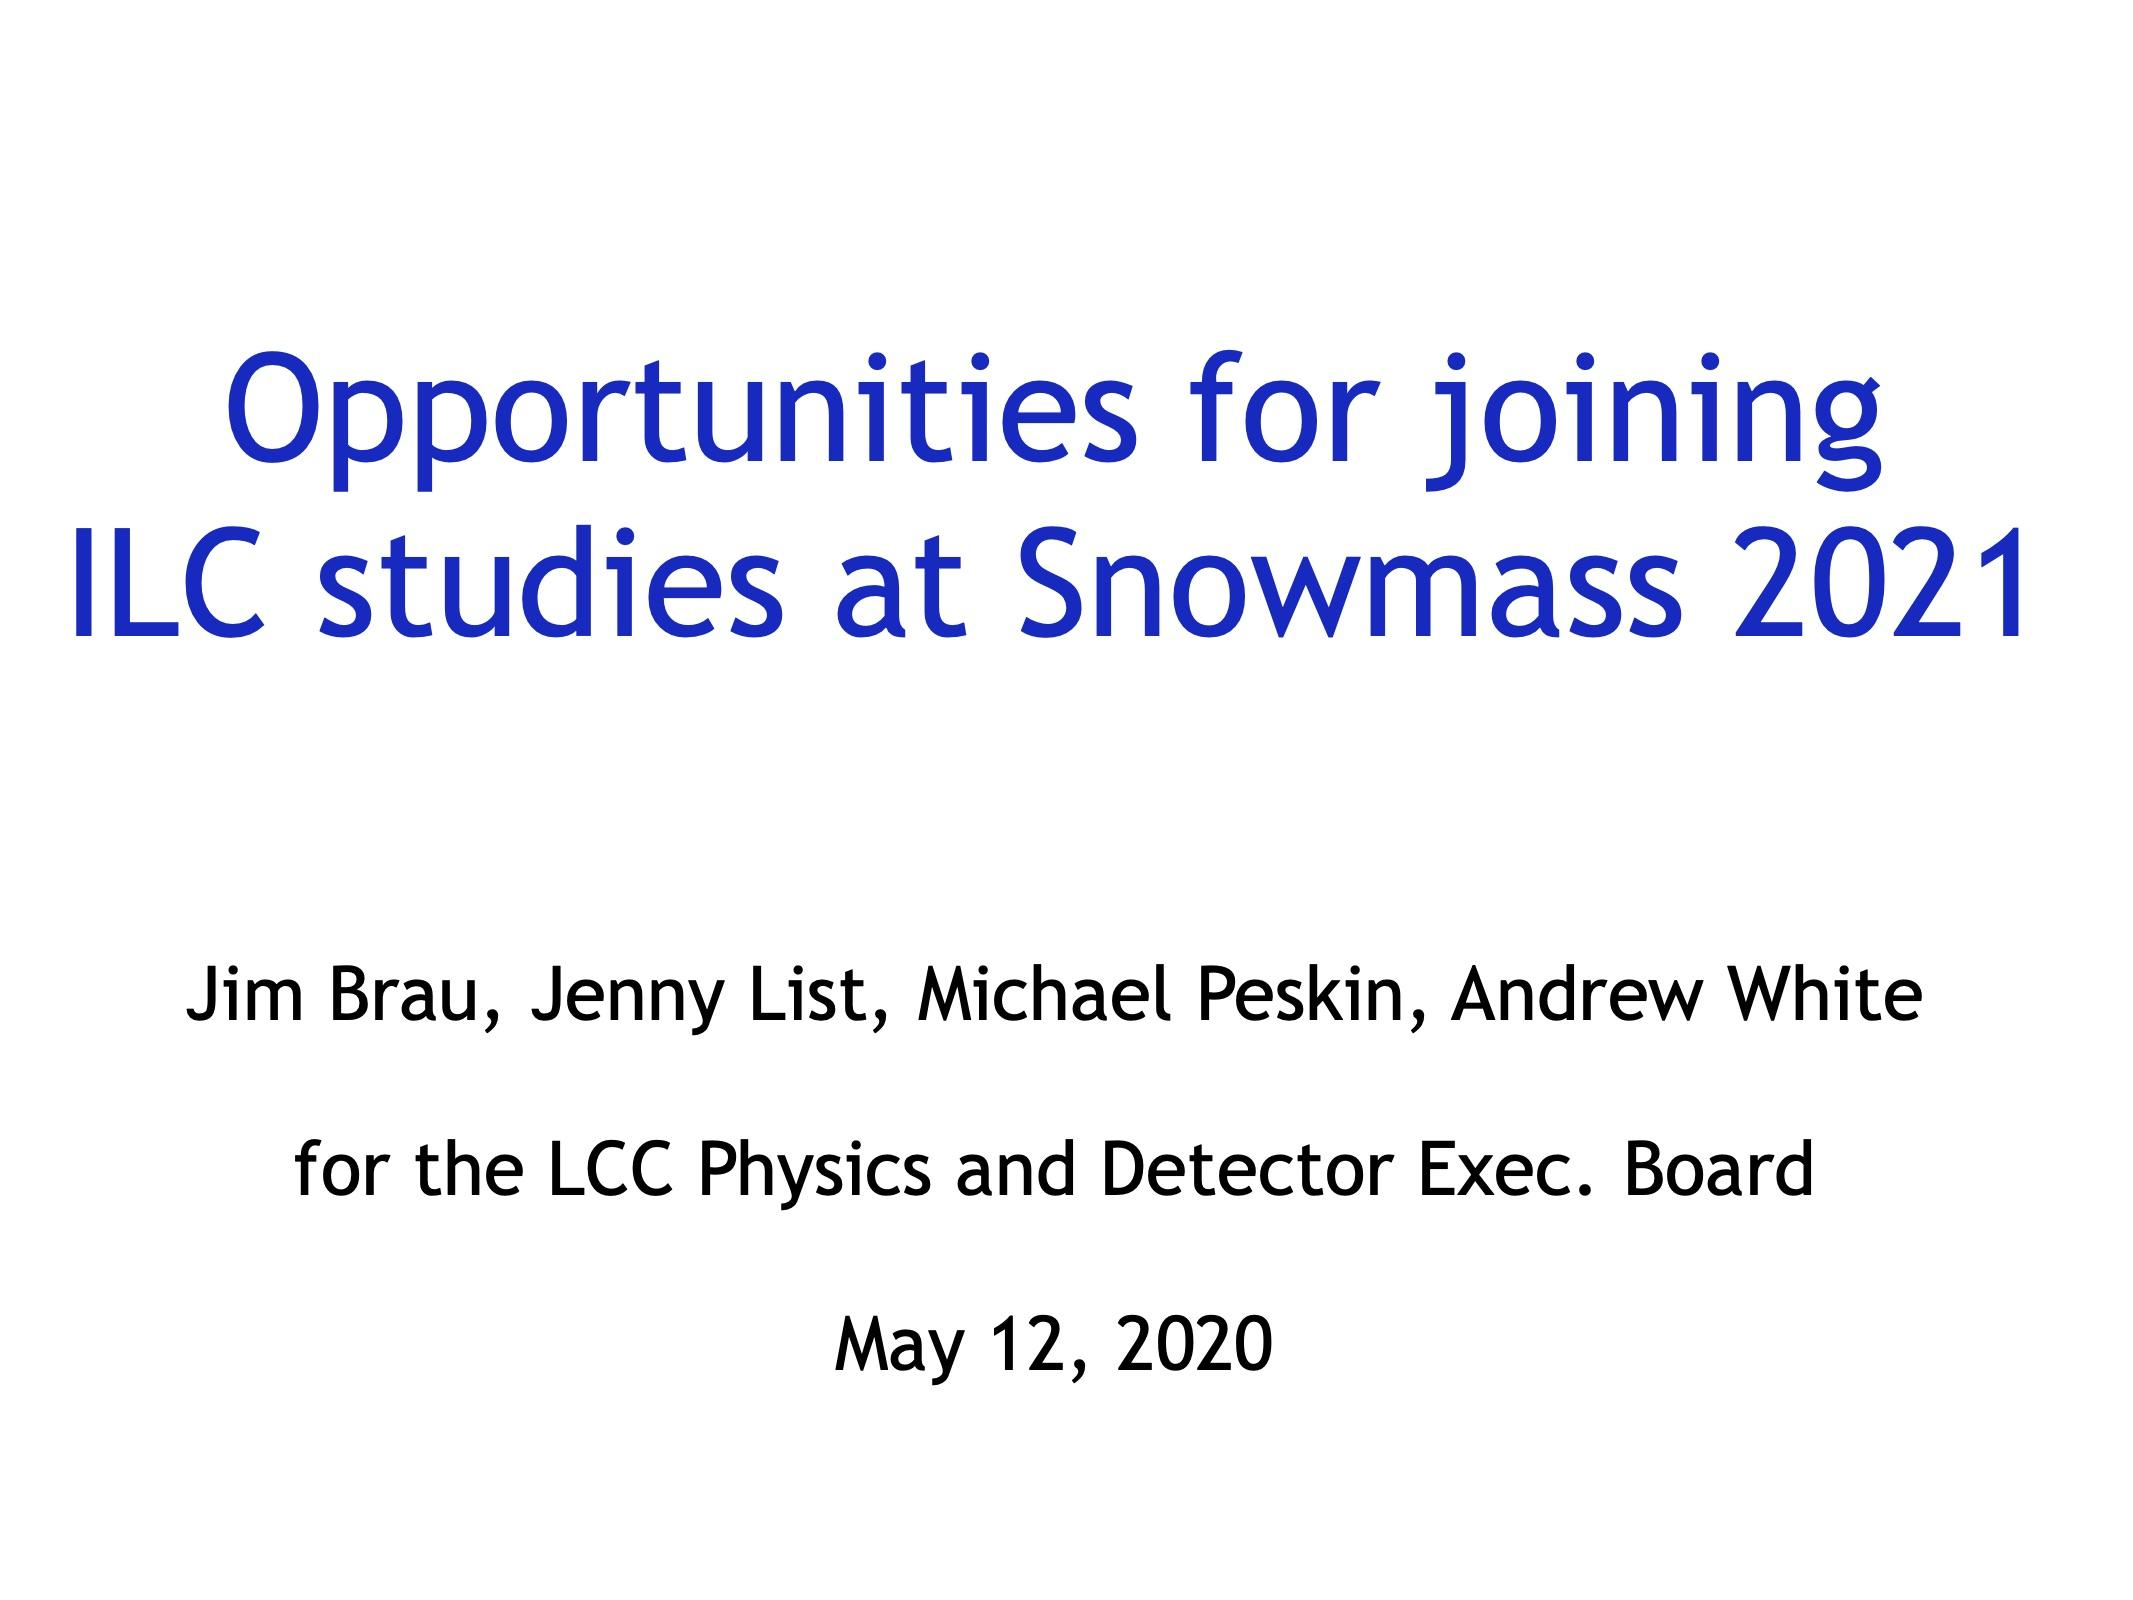 Opportunities for joining
ILC studies at Snowmass 2021
Jim Brau, Jenny List, Michael Peskin, Andrew White
for the LCC Physics and Detector Exec. Board
May 12, 2020